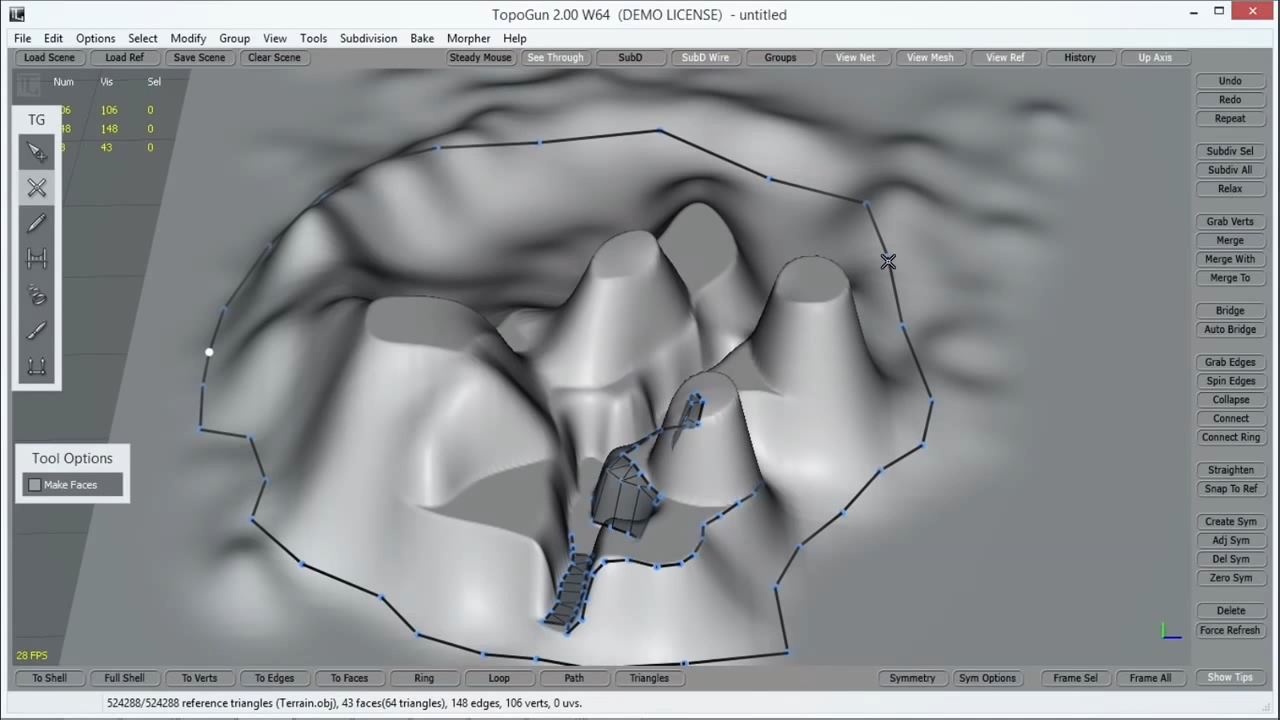 TopoGun 2.00 W64 (DEMO LICENSE) - untitled
File Edit Options Select Modify Group View Tools Subdivision Bake Morpher Help
Load Scene Load Ref Save Scene Clear Scene Steady Mouse See Through SubD SubD Wire Groups View Net View Mesh View Ref History Up Axis
Num Vis Sel
06 106 0
48 148 0
3 43 0
TG
Tool Options
Make Faces
Undo
Redo
Repeat
Subdiv Sel
Subdiv All
Relax
Grab Verts
Merge
Merge With
Merge To
Bridge
Auto Bridge
Grab Edges
Spin Edges
Collapse
Connect
Connect Ring
Straighten
Snap To Ref
Create Sym
Adj Sym
Del Sym
Zero Sym
Delete
Force Refresh
28 FPS
To Shell Full Shell To Verts To Edges To Faces Ring Loop Path Triangles Symmetry Sym Options Frame Sel Frame All Show Tips
524288/524288 reference triangles (Terrain.obj), 43 faces(64 triangles), 148 edges, 106 verts, 0 uvs.